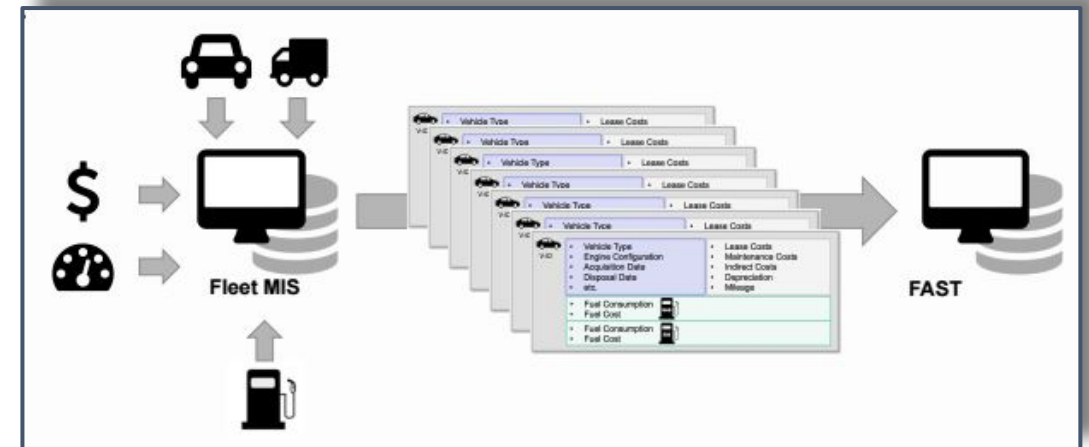 Vehicle Type
Lease Costs
Vehicle Type
Lease Costs
Vehicle Type
Lease Costs
Vehicle Type
Lease Costs
Vehicle Type
Lease Costs
Vehicle Type
Lease Costs
Vehicle Type
Engine Configuration
Acquisition Data
Disposal Data
etc.
Lease Costs
Maintenance Costs
Indirect Costs
Depreciation
Mileage
Fuel Consumption
Fuel Cost
Fuel Consumption
Fuel Cost
$
Fleet MIS
FAST